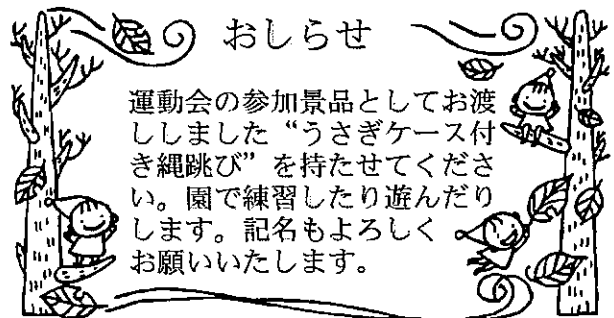 おしらせ
運動会の参加景品としてお渡
ししました“うさぎケース付
き縄跳び”を持たせてくださ
い。園で練習したり遊んだり
します。記名もよろしく
お願いいたします。